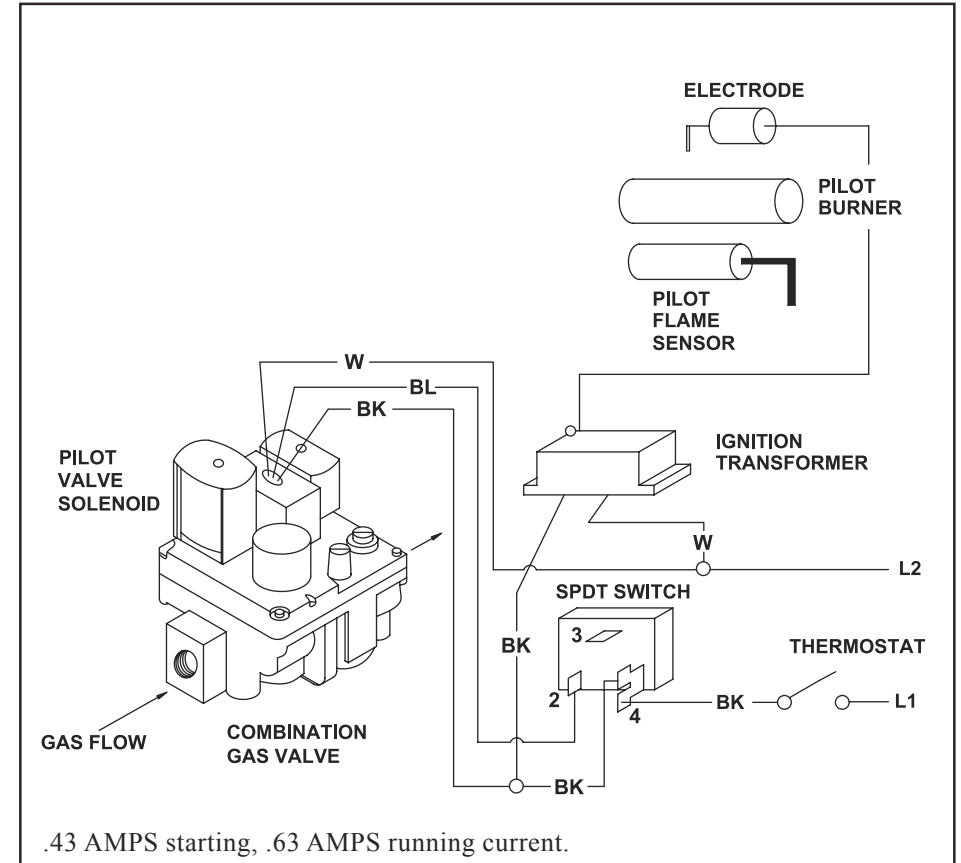 ELECTRODE
PILOT
BURNER
PILOT
FLAME
SENSOR
W
BL
BK
PILOT
VALVE
SOLENOID
IGNITION
TRANSFORMER
W
L2
SPDT SWITCH
BK
3
THERMOSTAT
2
4
BK
L1
GAS FLOW
COMBINATION
GAS VALVE
BK
.43 AMPS starting, .63 AMPS running current.